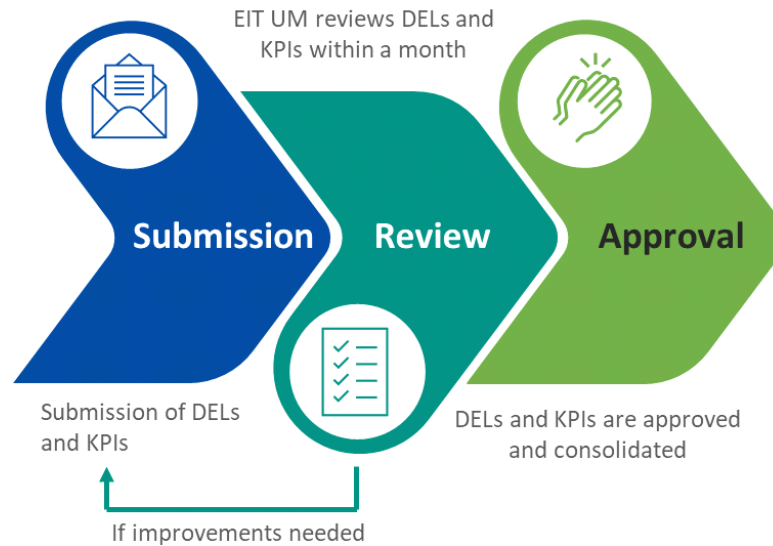 EIT UM reviews DELs and
KPIs within a month
Submission
Review
Approval
Submission of DELs
and KPIs
DELs and KPIs are approved
and consolidated
If improvements needed